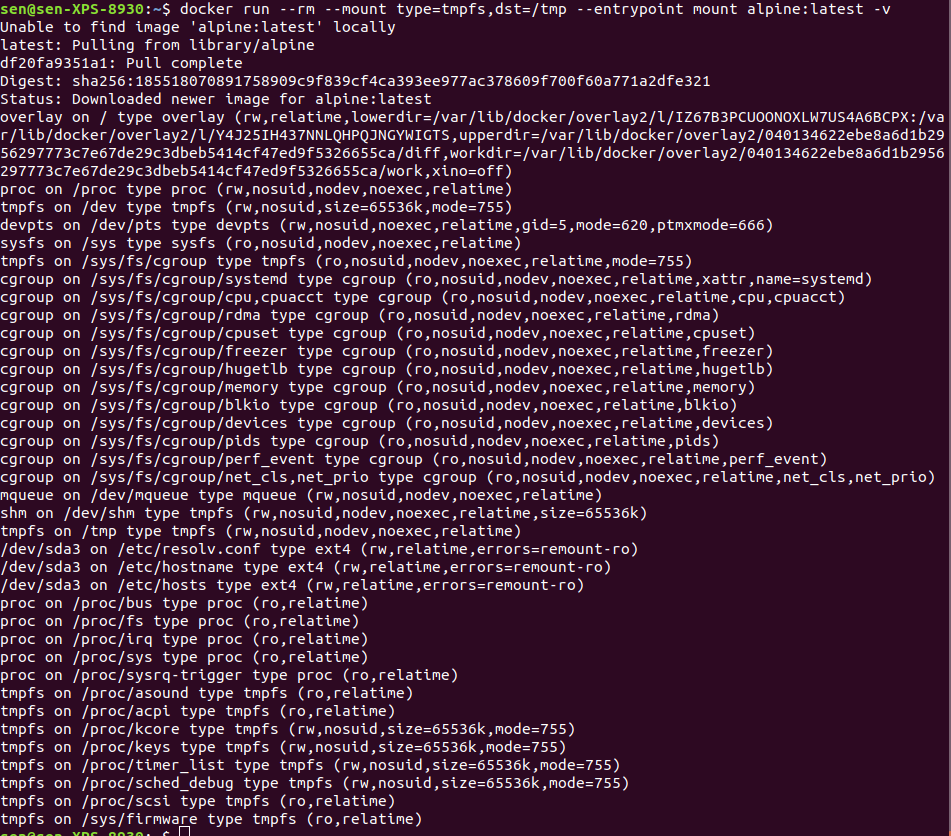 sen@sen-XPS-8930:~$ docker run --rm --mount type=tmpfs,dst=/tmp --entrypoint mount alpine:latest -v
Unable to find image 'alpine:latest' locally
latest: Pulling from library/alpine
df20fa9351a1: Pull complete
Digest: sha256:185518070891758909c9f839cf4ca393ee977ac378609f700f60a771a2dfe321
Status: Downloaded newer image for alpine:latest
overlay on / type overlay (rw,relatime,lowerdir=/var/lib/docker/overlay2/l/IZ67B3PCUOONOXLW7US4A6BCPX:/va
r/lib/docker/overlay2/l/Y4J25IH437NNLQHPQJNGYWIGTS,upperdir=/var/lib/docker/overlay2/040134622ebe8a6d1b29
56297773c7e67de29c3dbeb5414cf47ed9f5326655ca/diff,workdir=/var/lib/docker/overlay2/040134622ebe8a6d1b2956
297773c7e67de29c3dbeb5414cf47ed9f5326655ca/work,xino=off)
proc on /proc type proc (rw,nosuid,nodev,noexec,relatime)
tmpfs on /dev type tmpfs (rw,nosuid,size=65536k,mode=755)
devpts on /dev/pts type devpts (rw,nosuid,noexec,relatime,gid=5,mode=620,ptmxmode=666)
sysfs on /sys type sysfs (ro,nosuid,nodev,noexec,relatime)
tmpfs on /sys/fs/cgroup type tmpfs (ro,nosuid,nodev,noexec,relatime,mode=755)
cgroup on /sys/fs/cgroup/systemd type cgroup (ro,nosuid,nodev,noexec,relatime,xattr,name=systemd)
cgroup on /sys/fs/cgroup/cpu,cpuacct type cgroup (ro,nosuid,nodev,noexec,relatime,cpu,cpuacct)
cgroup on /sys/fs/cgroup/rdma type cgroup (ro,nosuid,nodev,noexec,relatime,rdma)
cgroup on /sys/fs/cgroup/cpuset type cgroup (ro,nosuid,nodev,noexec,relatime,cpuset)
cgroup on /sys/fs/cgroup/freezer type cgroup (ro,nosuid,nodev,noexec,relatime,freezer)
cgroup on /sys/fs/cgroup/hugetlb type cgroup (ro,nosuid,nodev,noexec,relatime,hugetlb)
cgroup on /sys/fs/cgroup/memory type cgroup (ro,nosuid,nodev,noexec,relatime,memory)
cgroup on /sys/fs/cgroup/blkio type cgroup (ro,nosuid,nodev,noexec,relatime,blkio)
cgroup on /sys/fs/cgroup/devices type cgroup (ro,nosuid,nodev,noexec,relatime,devices)
cgroup on /sys/fs/cgroup/pids type cgroup (ro,nosuid,nodev,noexec,relatime,pids)
cgroup on /sys/fs/cgroup/perf_event type cgroup (ro,nosuid,nodev,noexec,relatime,perf_event)
cgroup on /sys/fs/cgroup/net_cls,net_prio type cgroup (ro,nosuid,nodev,noexec,relatime,net_cls,net_prio)
mqueue on /dev/mqueue type mqueue (rw,nosuid,nodev,noexec,relatime)
shm on /dev/shm type tmpfs (rw,nosuid,nodev,noexec,relatime,size=65536k)
tmpfs on /tmp type tmpfs (rw,nosuid,nodev,noexec,relatime)
/dev/sda3 on /etc/resolv.conf type ext4 (rw,relatime,errors=remount-ro)
/dev/sda3 on /etc/hostname type ext4 (rw,relatime,errors=remount-ro)
/dev/sda3 on /etc/hosts type ext4 (rw,relatime,errors=remount-ro)
proc on /proc/bus type proc (ro,relatime)
proc on /proc/fs type proc (ro,relatime)
proc on /proc/irq type proc (ro,relatime)
proc on /proc/sys type proc (ro,relatime)
proc on /proc/sysrq-trigger type proc (ro,relatime)
tmpfs on /proc/asound type tmpfs (ro,relatime)
tmpfs on /proc/acpi type tmpfs (ro,relatime)
tmpfs on /proc/kcore type tmpfs (rw,nosuid,size=65536k,mode=755)
tmpfs on /proc/keys type tmpfs (rw,nosuid,size=65536k,mode=755)
tmpfs on /proc/timer_list type tmpfs (rw,nosuid,size=65536k,mode=755)
tmpfs on /proc/sched_debug type tmpfs (rw,nosuid,size=65536k,mode=755)
tmpfs on /proc/scsi type tmpfs (ro,relatime)
tmpfs on /sys/firmware type tmpfs (ro,relatime)
sen@sen-XPS-8930:~$